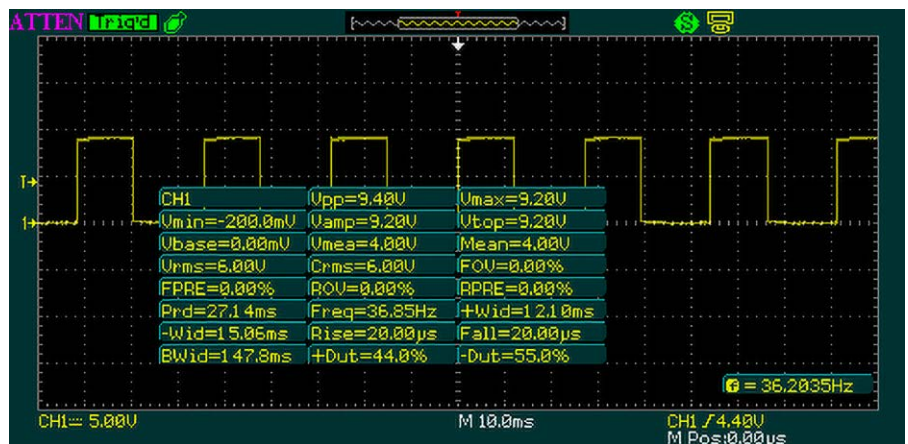 ATTEN Trig'd
T
1
CH1 Vpp=9.40V Vmax=9.20V
Vmin=-200.0mV Vamp=9.20V Vtop=9.20V
Vbase=0.00mV Vmea=4.00V Mean=4.00V
Vrms=6.00V Crms=6.00V FOV=0.00%
FPRE=0.00% ROV=0.00% RPRE=0.00%
Prd=27.14ms Freq=36.85Hz +Wid=12.10ms
-Wid=15.06ms Rise=20.00μs Fall=20.00μs
BWid=147.8ms +Dut=44.0% -Dut=55.0%
f = 36.2035Hz
CH1 5.00V M 10.0ms CH1 4.40V
M Pos:0.00μs